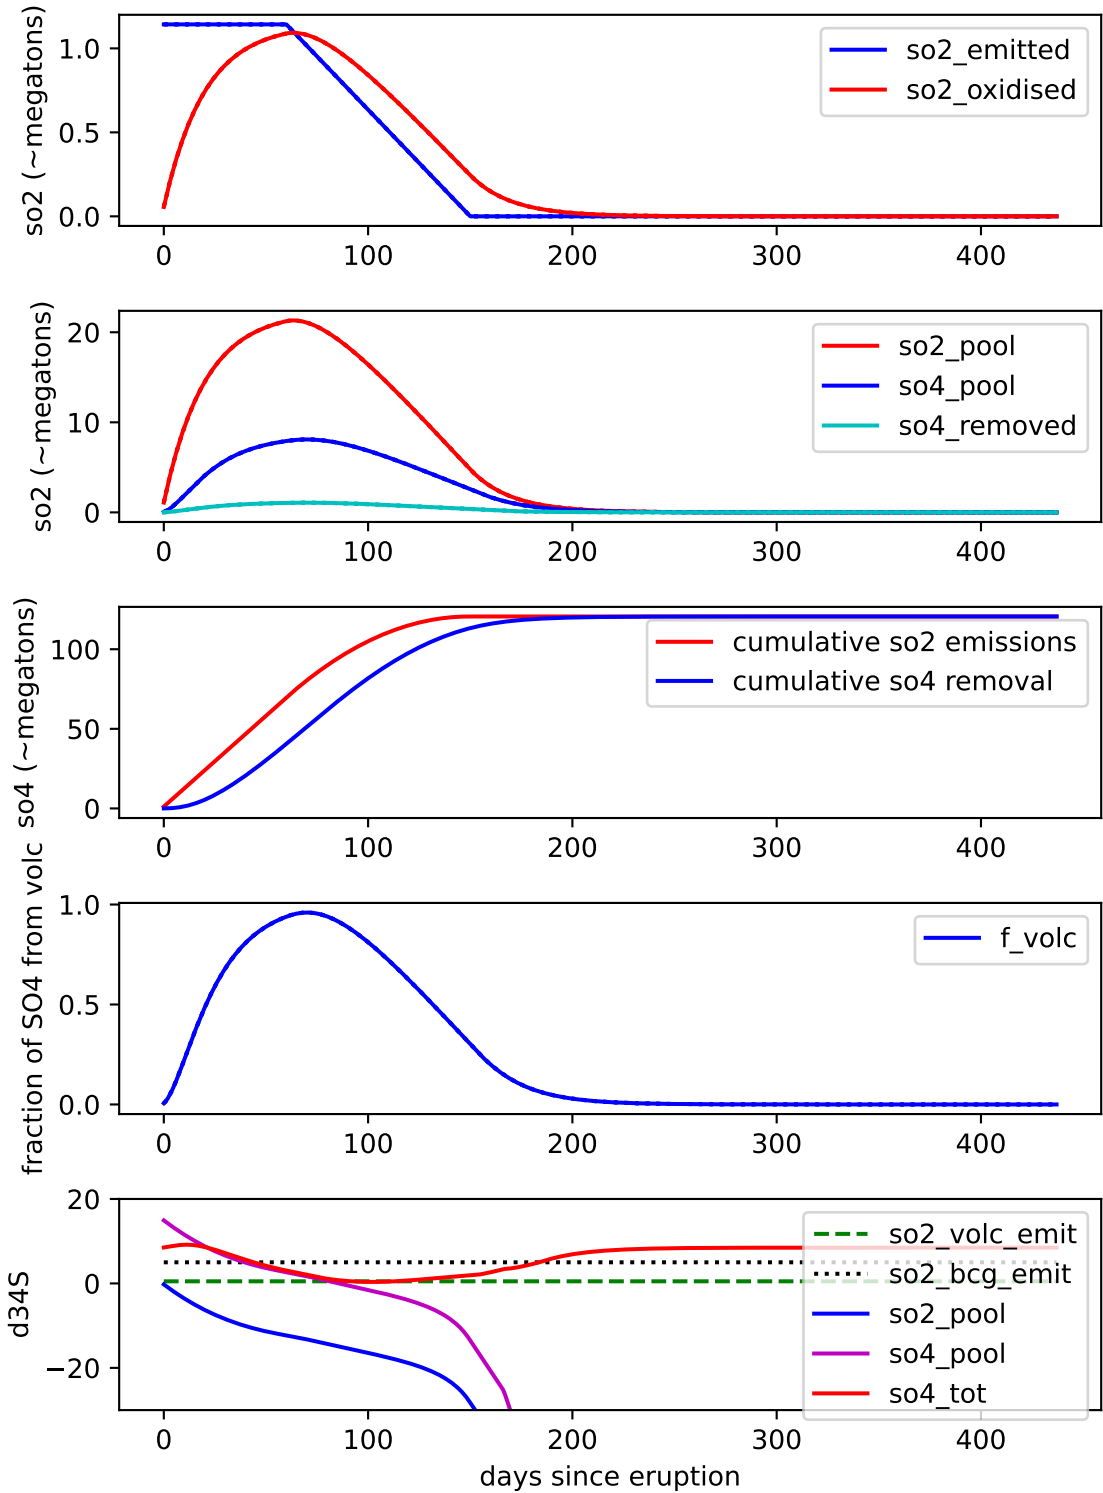 so2 (~megatons)
1.0
0.5
0.0
so2_emitted
so2_oxidised
0 100 200 300 400
so2 (~megatons)
20
10
0
so2_pool
so4_pool
so4_removed
0 100 200 300 400
so4 (~megatons)
100
50
0
cumulative so2 emissions
cumulative so4 removal
0 100 200 300 400
fraction of SO4 from volc
1.0
0.5
0.0
f_volc
0 100 200 300 400
d34S
20
0
−20
so2_volc_emit
so2_bcg_emit
so2_pool
so4_pool
so4_tot
0 100 200 300 400
days since eruption